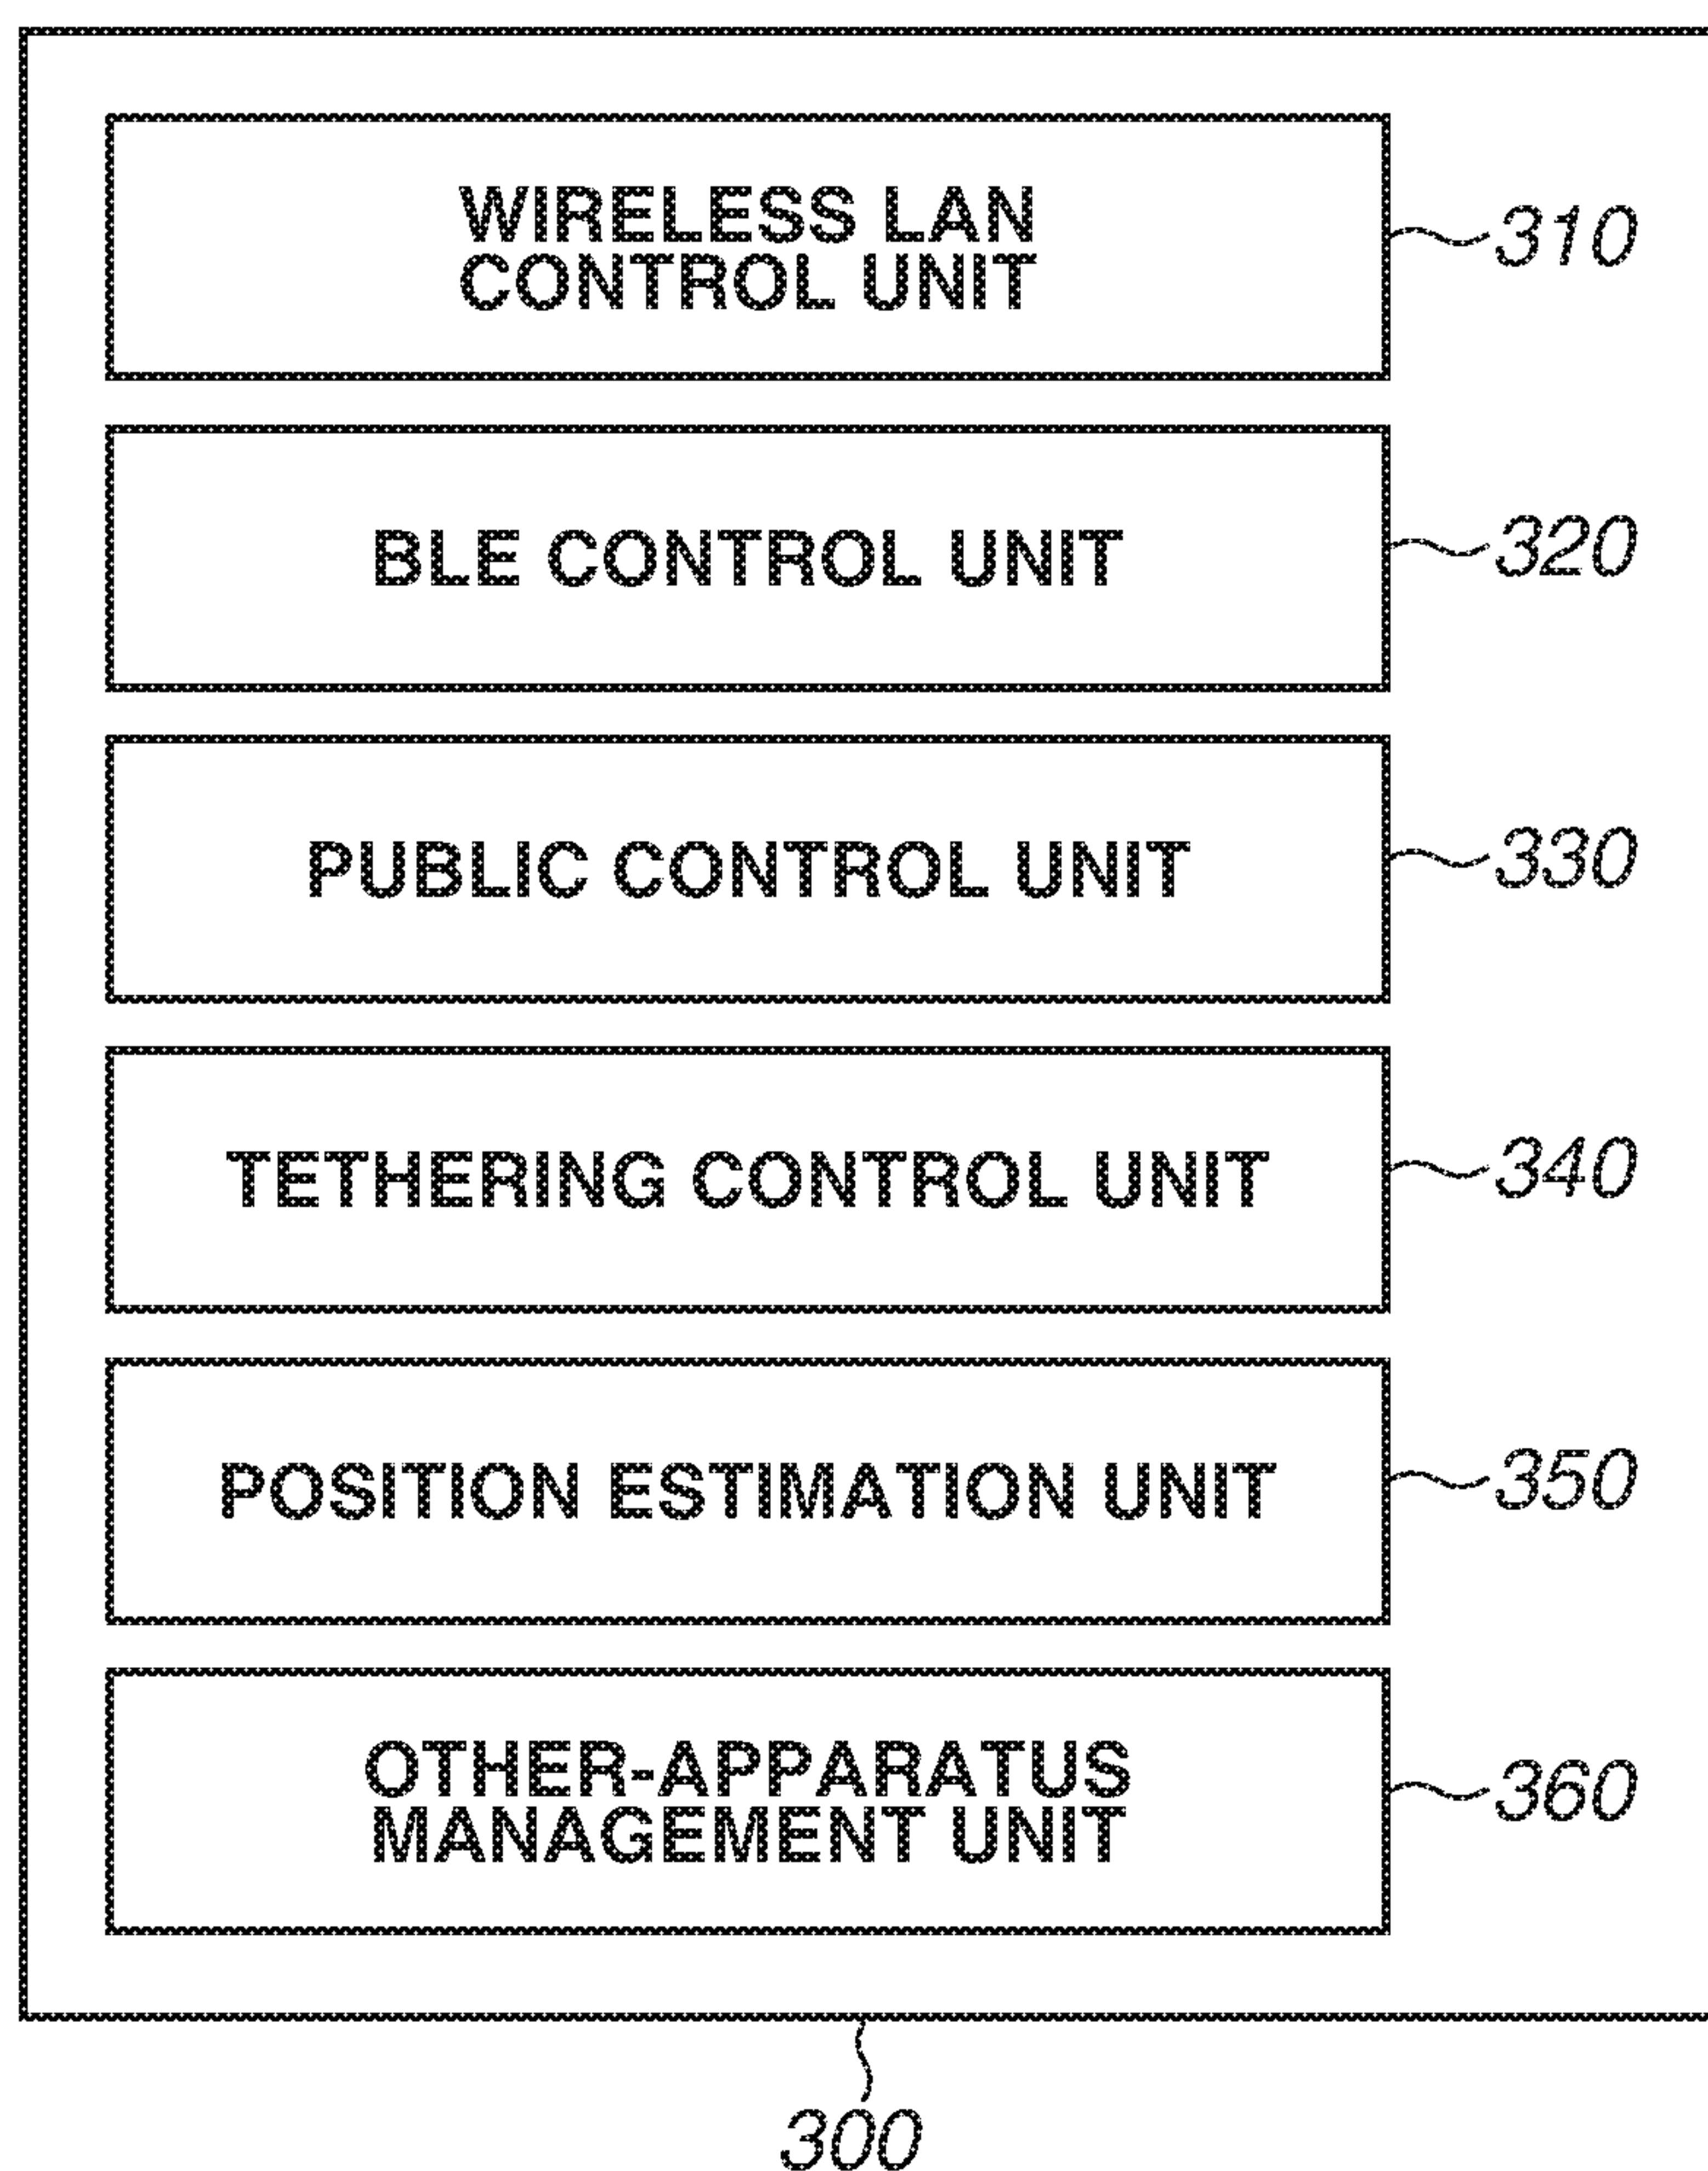 WIRELESS LAN
CONTROL UNIT
310
BLE CONTROL UNIT
320
PUBLIC CONTROL UNIT
330
TETHERING CONTROL UNIT
340
POSITION ESTIMATION UNIT
350
OTHER-APPARATUS
MANAGEMENT UNIT
360
300